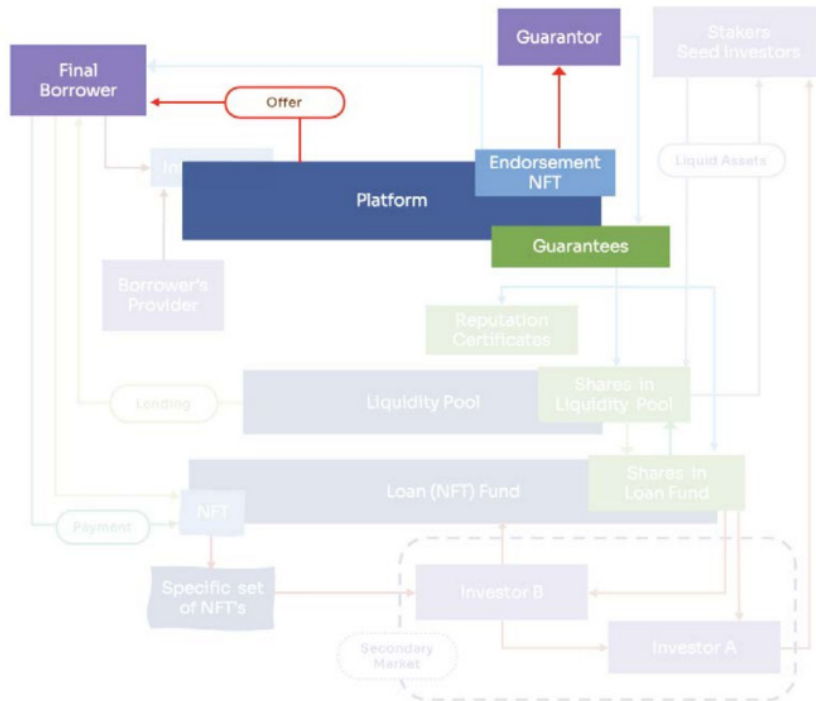 Guarantor
Stakers
Seed Investors
Final
Borrower
Offer
Endorsement
NFT
Liquid Assets
Platform
Guarantees
Borrower's
Provider
Reputation
Certificates
Shares in
Liquidity Pool
Lending
Liquidity Pool
Shares in
Loan Fund
Loan (NFT) Fund
NFT
Payment
Specific set
of NFT's
Investor B
Secondary
Market
Investor A